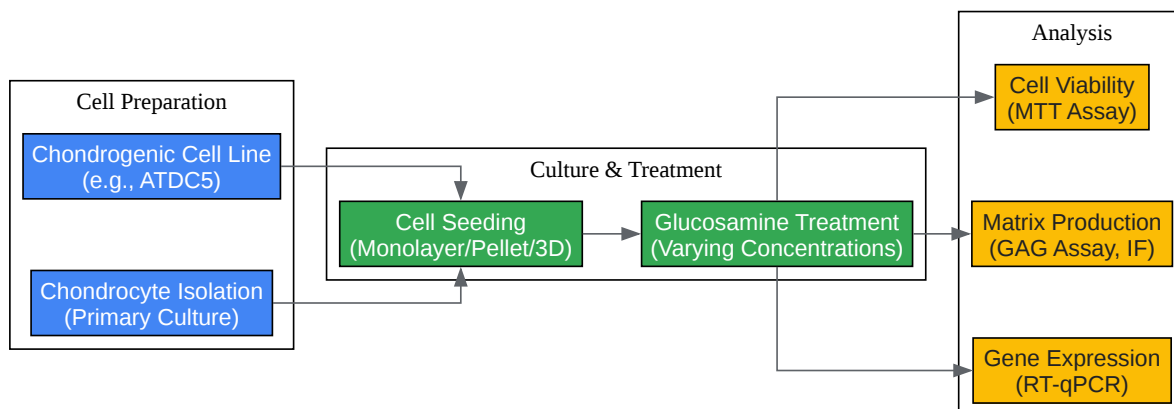 Cell Preparation
Chondrogenic Cell Line
(e.g., ATDC5)
Chondrocyte Isolation
(Primary Culture)
Culture & Treatment
Cell Seeding
(Monolayer/Pellet/3D)
Glucosamine Treatment
(Varying Concentrations)
Analysis
Cell Viability
(MTT Assay)
Matrix Production
(GAG Assay, IF)
Gene Expression
(RT-qPCR)